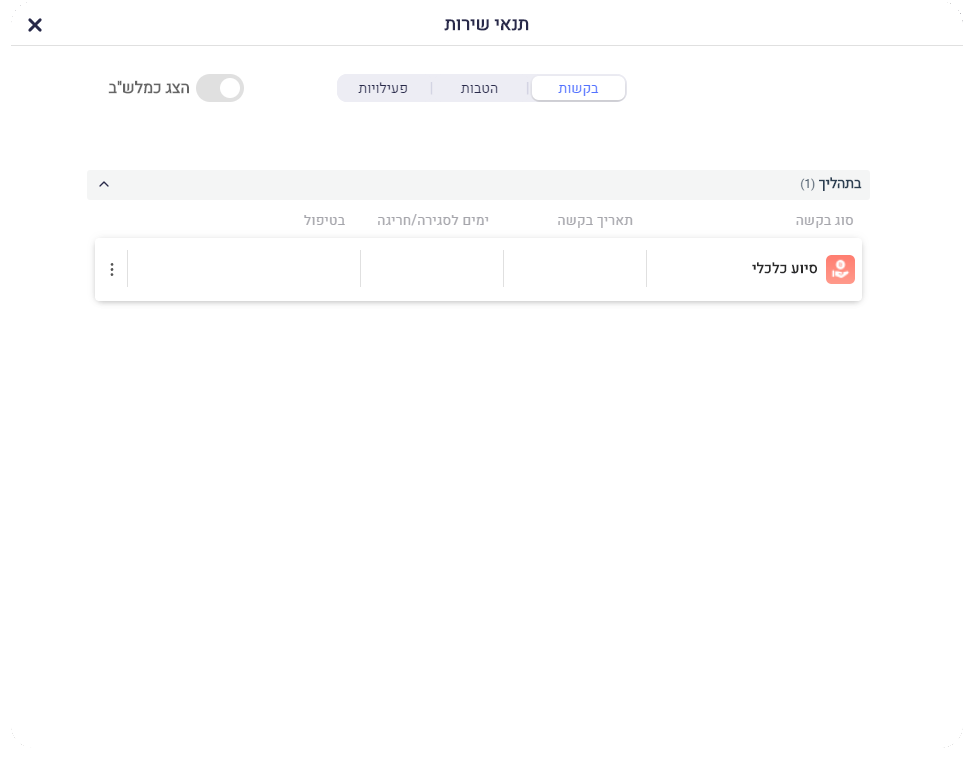 תנאי שירות
בקשות הטבות פעילויות הצג כמלש"ב
בתהליך (1)
סוג בקשה תאריך בקשה ימים לסגירה/חריגה בטיפול
סיוע כלכלי